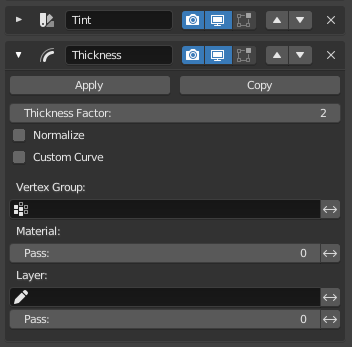 Tint
Thickness
Apply Copy
Thickness Factor: 2
Normalize
Custom Curve
Vertex Group:
Material:
Pass: 0
Layer:
Pass: 0